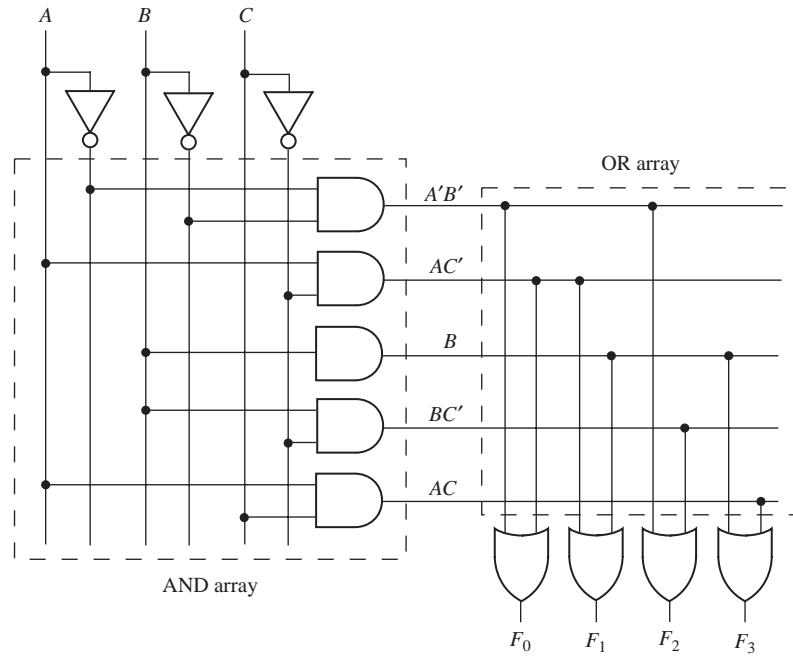 A B C
OR array
A′B′
AC′
B
BC′
AC
AND array
F₀ F₁ F₂ F₃